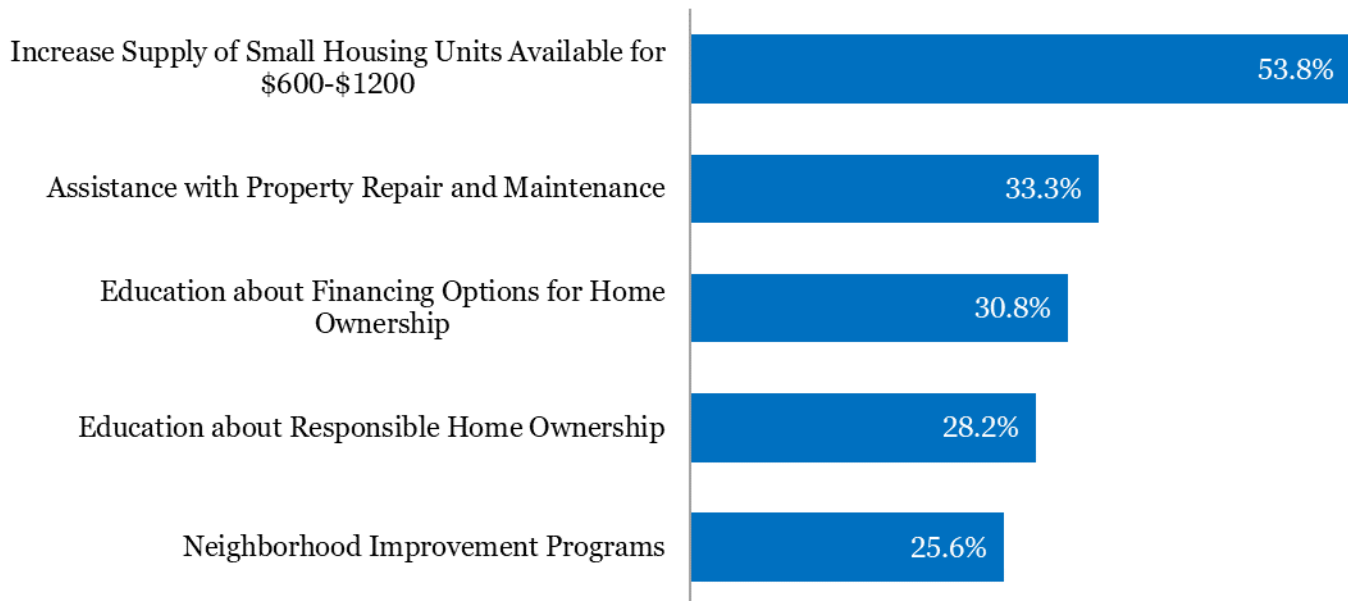 Increase Supply of Small Housing Units Available for
$600-$1200
53.8%
Assistance with Property Repair and Maintenance
33.3%
Education about Financing Options for Home
Ownership
30.8%
Education about Responsible Home Ownership
28.2%
Neighborhood Improvement Programs
25.6%